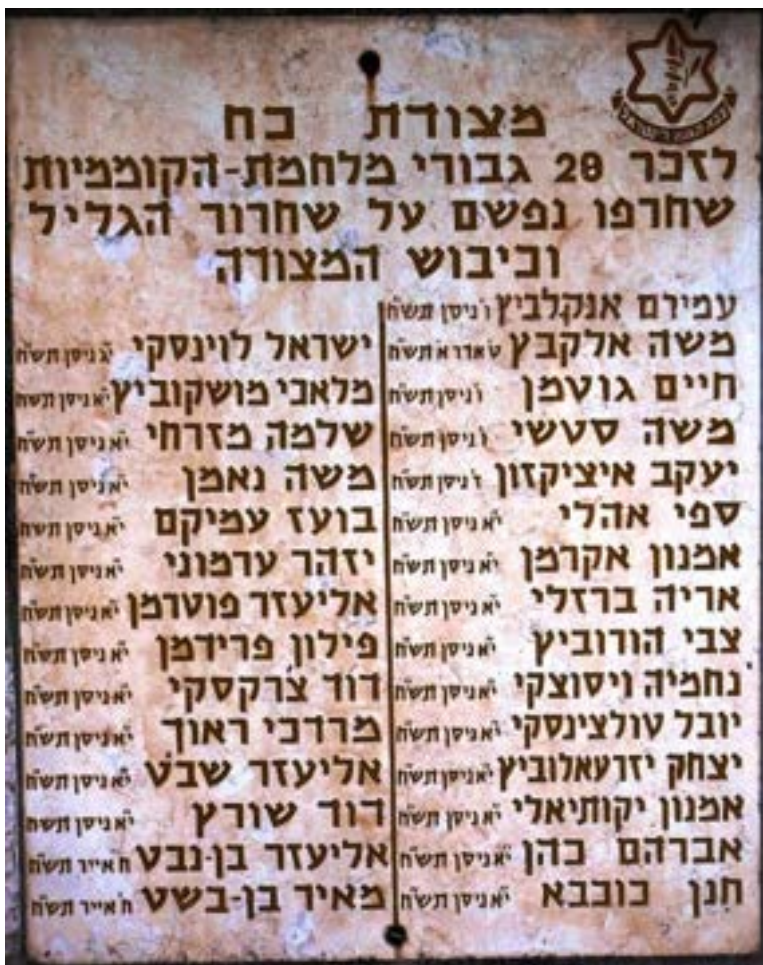 מצודת כח
לזכר 28 גבורי מלחמת-הקוממיות
שחרפו נפשם על שחרור הגליל
וכיבוש המצודה
עמירם אנקלביץ ו׳ ניסן תש״ח
משה אלקבץ ט׳ אדר א׳ תש״ח
חיים גוטמן ו׳ ניסן תש״ח
משה סטשי ו׳ ניסן תש״ח
יעקב איציקזון ניסן תש״ח
ספי אהלי י״א ניסן תש״ח
אמנון אקרמן י״א ניסן תש״ח
אריה ברזלי י״א ניסן תש״ח
צבי הורוביץ י״א ניסן תש״ח
נחמיה ויסוצקי י״א ניסן תש״ח
יובל טולצינסקי י״א ניסן תש״ח
יצחק יזרעאלוביץ י״א ניסן תש״ח
אמנון יקותיאלי י״א ניסן תש״ח
אברהם כהן י״א ניסן תש״ח
חנן כוכבא י״א ניסן תש״ח
ישראל לוינסקי ניסן תש״ח
מלאכי מושקוביץ י״א ניסן תש״ח
שלמה מזרחי י״א ניסן תש״ח
משה נאמן י״א ניסן תש״ח
בועז עמיקם י״א ניסן תש״ח
יזהר ערמוני י״א ניסן תש״ח
אליעזר פוטרמן י״א ניסן תש״ח
פילון פרידמן י״א ניסן תש״ח
דוד צ׳רקסקי י״א ניסן תש״ח
מרדכי ראוך י״א ניסן תש״ח
אליעזר שבט י״א ניסן תש״ח
דוד שורץ י״א ניסן תש״ח
אליעזר בן-נבט ח׳ אייר תש״ח
מאיר בן-בשט ח׳ אייר תש״ח